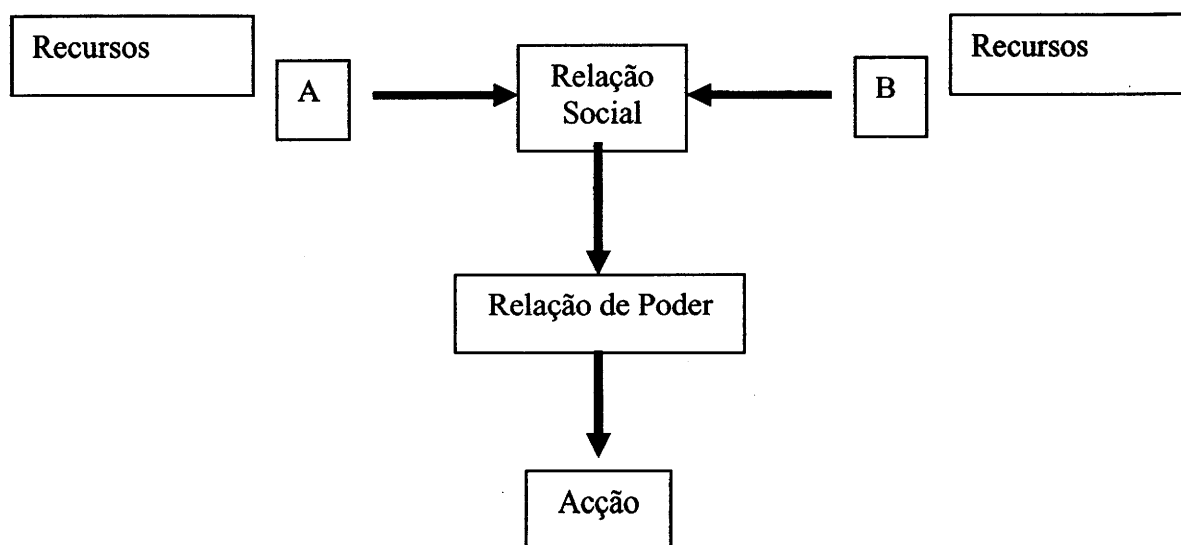 Recursos
A
Relação
Social
B
Recursos
Relação de Poder
Acção